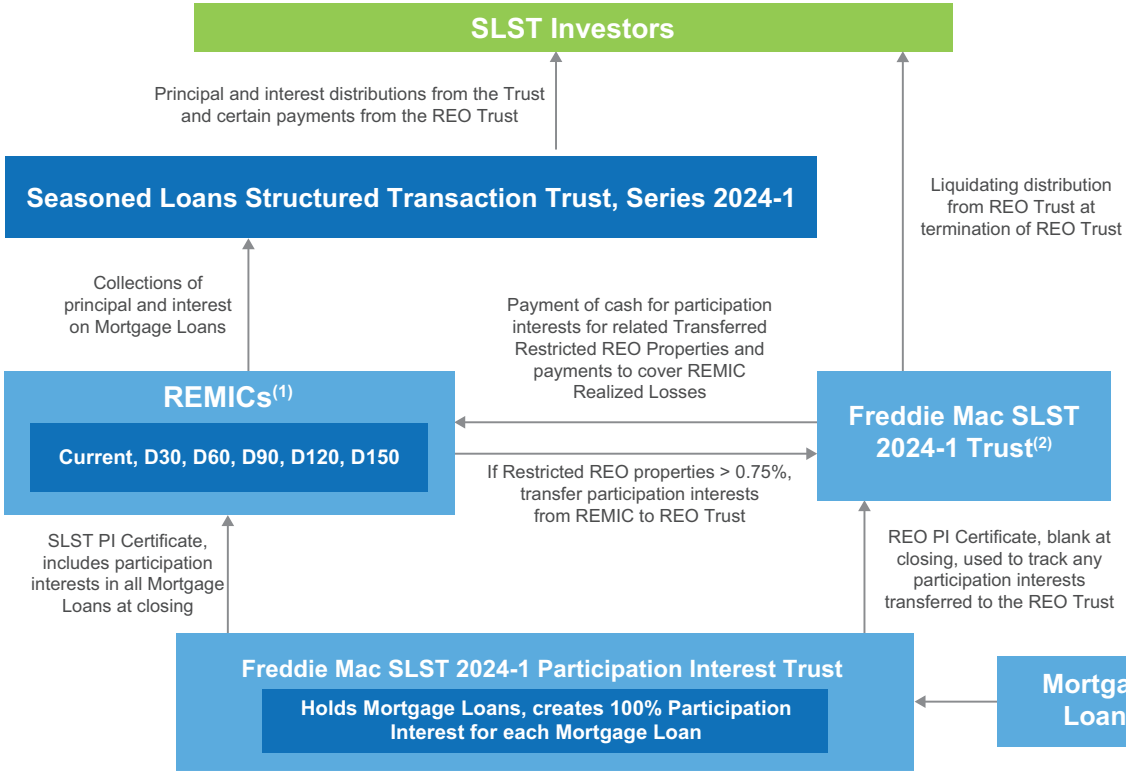 SLST Investors
Principal and interest distributions from the Trust
and certain payments from the REO Trust
Seasoned Loans Structured Transaction Trust, Series 2024-1
Liquidating distribution
from REO Trust at
termination of REO Trust
Collections of
principal and interest
on Mortgage Loans
Payment of cash for participation
interests for related Transferred
Restricted REO Properties and
payments to cover REMIC
Realized Losses
REMICs(1)
Current, D30, D60, D90, D120, D150
Freddie Mac SLST
2024-1 Trust(2)
If Restricted REO properties > 0.75%,
transfer participation interests
from REMIC to REO Trust
SLST PI Certificate,
includes participation
interests in all Mortgage
Loans at closing
REO PI Certificate, blank at
closing, used to track any
participation interests
transferred to the REO Trust
Freddie Mac SLST 2024-1 Participation Interest Trust
Holds Mortgage Loans, creates 100% Participation
Interest for each Mortgage Loan
Mortga
Loan